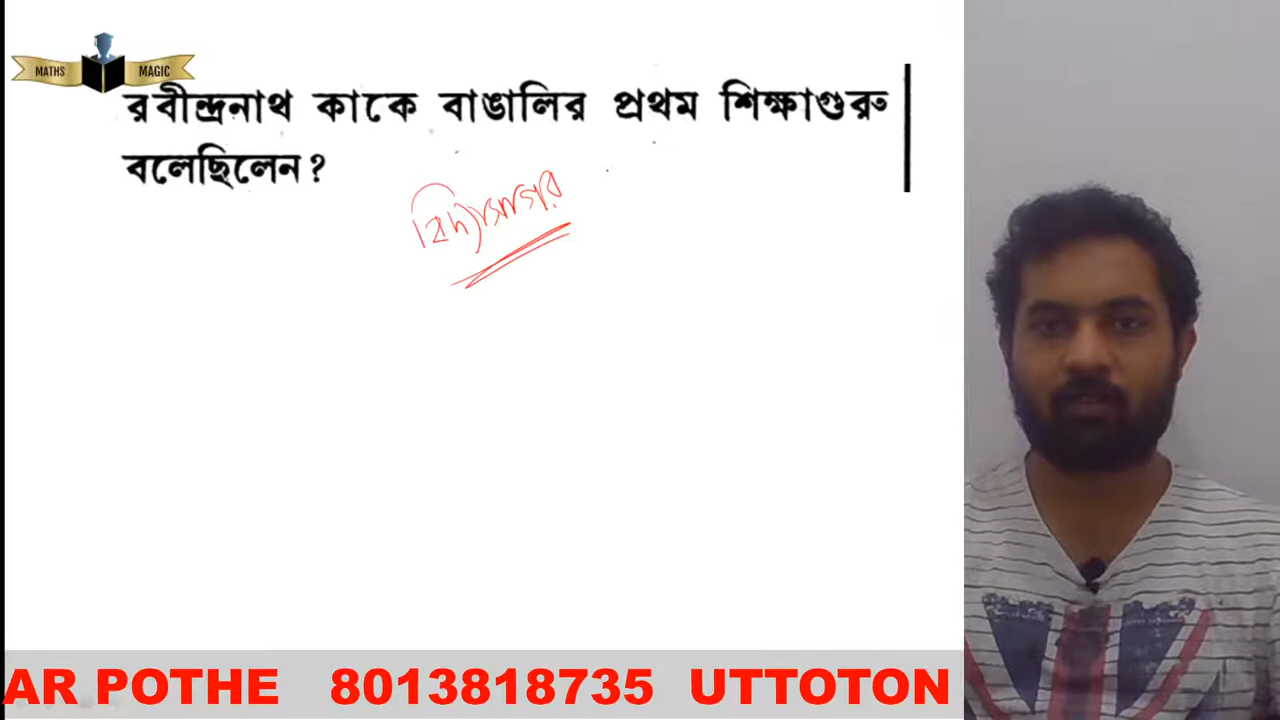 MATHS MAGIC
রবীন্দ্রনাথ কাকে বাঙালির প্রথম শিক্ষাগুরু
বলেছিলেন?
বিদ্যাসাগর
AR POTHE 8013818735 UTTOTON